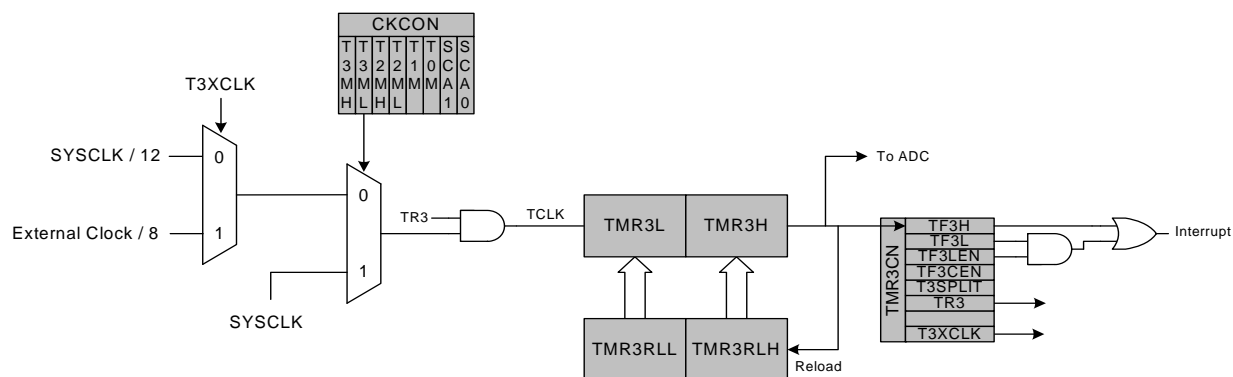 CKCON
T3MH T3ML T2MH T2ML T1M T0M SCA1 SCA0
T3XCLK
SYSCLK / 12
0
External Clock / 8
1
0
1
SYSCLK
TR3
TCLK
TMR3L TMR3H
To ADC
TMR3RLL TMR3RLH
Reload
TMR3CN
TF3H
TF3L
TF3LEN
TF3CEN
T3SPLIT
TR3
T3XCLK
Interrupt